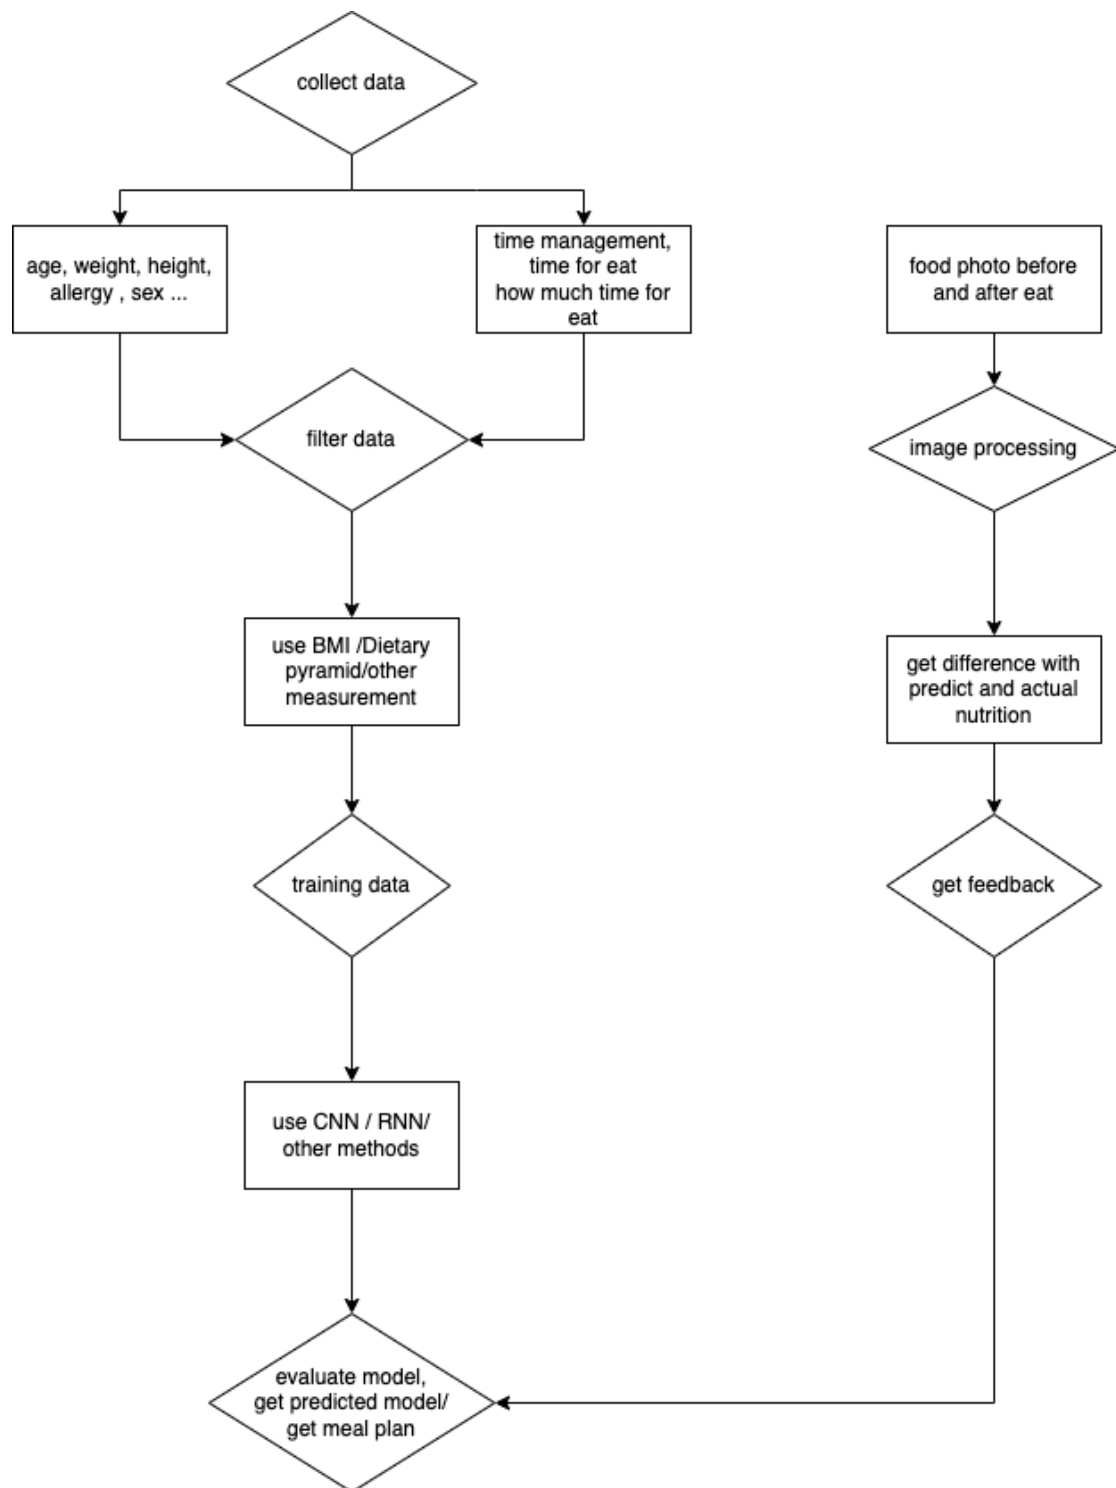 collect data
age, weight, height,
allergy , sex ...
time management,
time for eat
how much time for
eat
food photo before
and after eat
filter data
image processing
use BMI /Dietary
pyramid/other
measurement
get difference with
predict and actual
nutrition
training data
get feedback
use CNN / RNN/
other methods
evaluate model,
get predicted model/
get meal plan